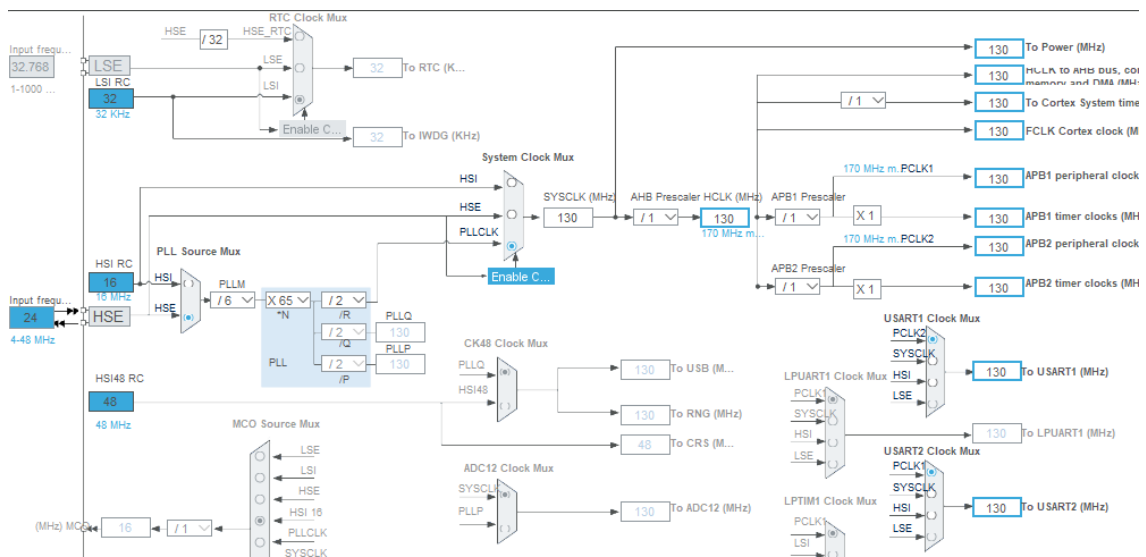 RTC Clock Mux
HSE
/ 32
HSE_RTC
Input frequ...
32.768
1-1000 ...
LSE
LSE
LSI RC
32
32 KHz
LSI
32
To RTC (K...
Enable C...
32
To IWDG (KHz)
130
To Power (MHz)
130
HCLK to AHB bus, co
memory and DMA (MH
/ 1
130
To Cortex System time
130
FCLK Cortex clock (M
System Clock Mux
HSI
HSE
PLLCLK
Enable C...
SYSCLK (MHz)
130
AHB Prescaler
/ 1
HCLK (MHz)
130
170 MHz m...
APB1 Prescaler
/ 1
170 MHz m...
PCLK1
130
APB1 peripheral clock
X 1
130
APB1 timer clocks (MH
170 MHz m...
PCLK2
130
APB2 peripheral clock
APB2 Prescaler
/ 1
X 1
130
APB2 timer clocks (MH
PLL Source Mux
HSI RC
16
16 MHz
HSI
HSE
Input frequ...
24
4-48 MHz
HSE
PLLM
/ 6
X 65
*N
/ 2
/R
/ 2
/Q
/ 2
/P
PLL
PLLQ
130
PLLP
130
HSI48 RC
48
48 MHz
CK48 Clock Mux
PLLQ
HSI48
130
To USB (M...
130
To RNG (MHz)
48
To CRS (M...
MCO Source Mux
LSE
LSI
HSE
HSI 16
PLLCLK
SYSCLK
(MHz) MCO
16
/ 1
ADC12 Clock Mux
SYSCLK
PLLP
130
To ADC12 (MHz)
USART1 Clock Mux
PCLK2
SYSCLK
HSI
LSE
130
To USART1 (MHz)
LPUART1 Clock Mux
PCLK1
SYSCLK
HSI
LSE
130
To LPUART1 (MHz)
USART2 Clock Mux
PCLK1
SYSCLK
HSI
LSE
130
To USART2 (MHz)
LPTIM1 Clock Mux
PCLK1
LSI